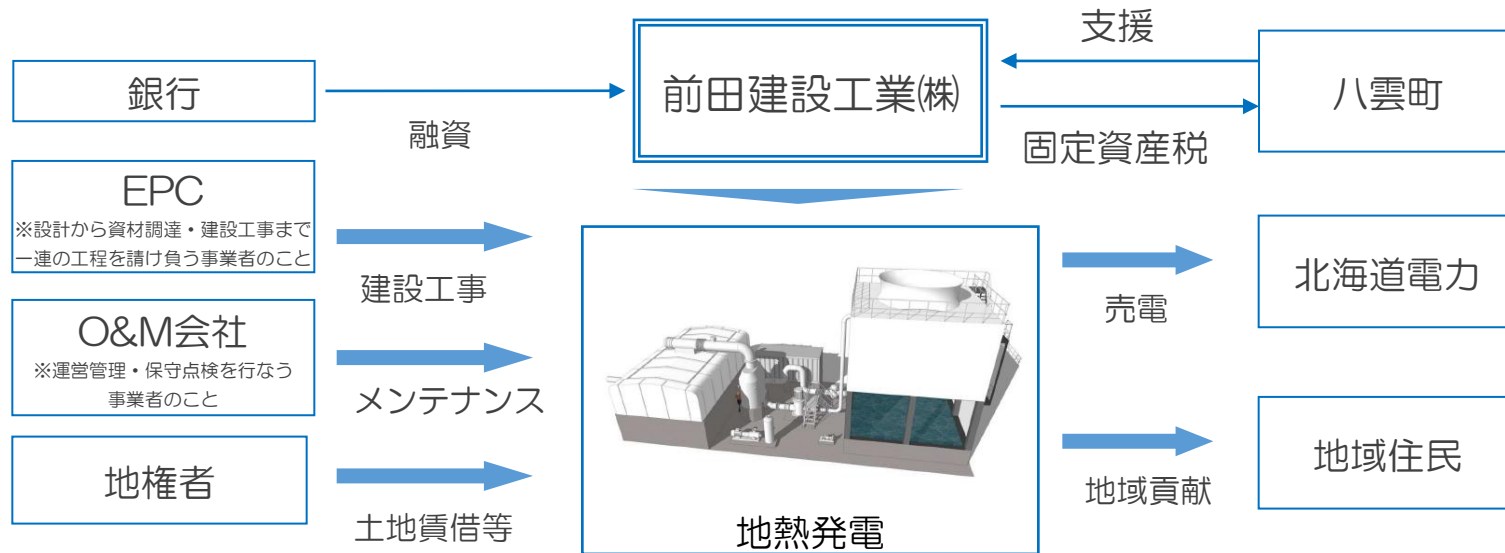 銀行
融資
前田建設工業㈱
支援
固定資産税
八雲町
EPC
※設計から資材調達・建設工事まで
一連の工程を請け負う事業者のこと
建設工事
O&M会社
※運営管理・保守点検を行なう
事業者のこと
メンテナンス
地権者
土地賃借等
地熱発電
売電
北海道電力
地域貢献
地域住民